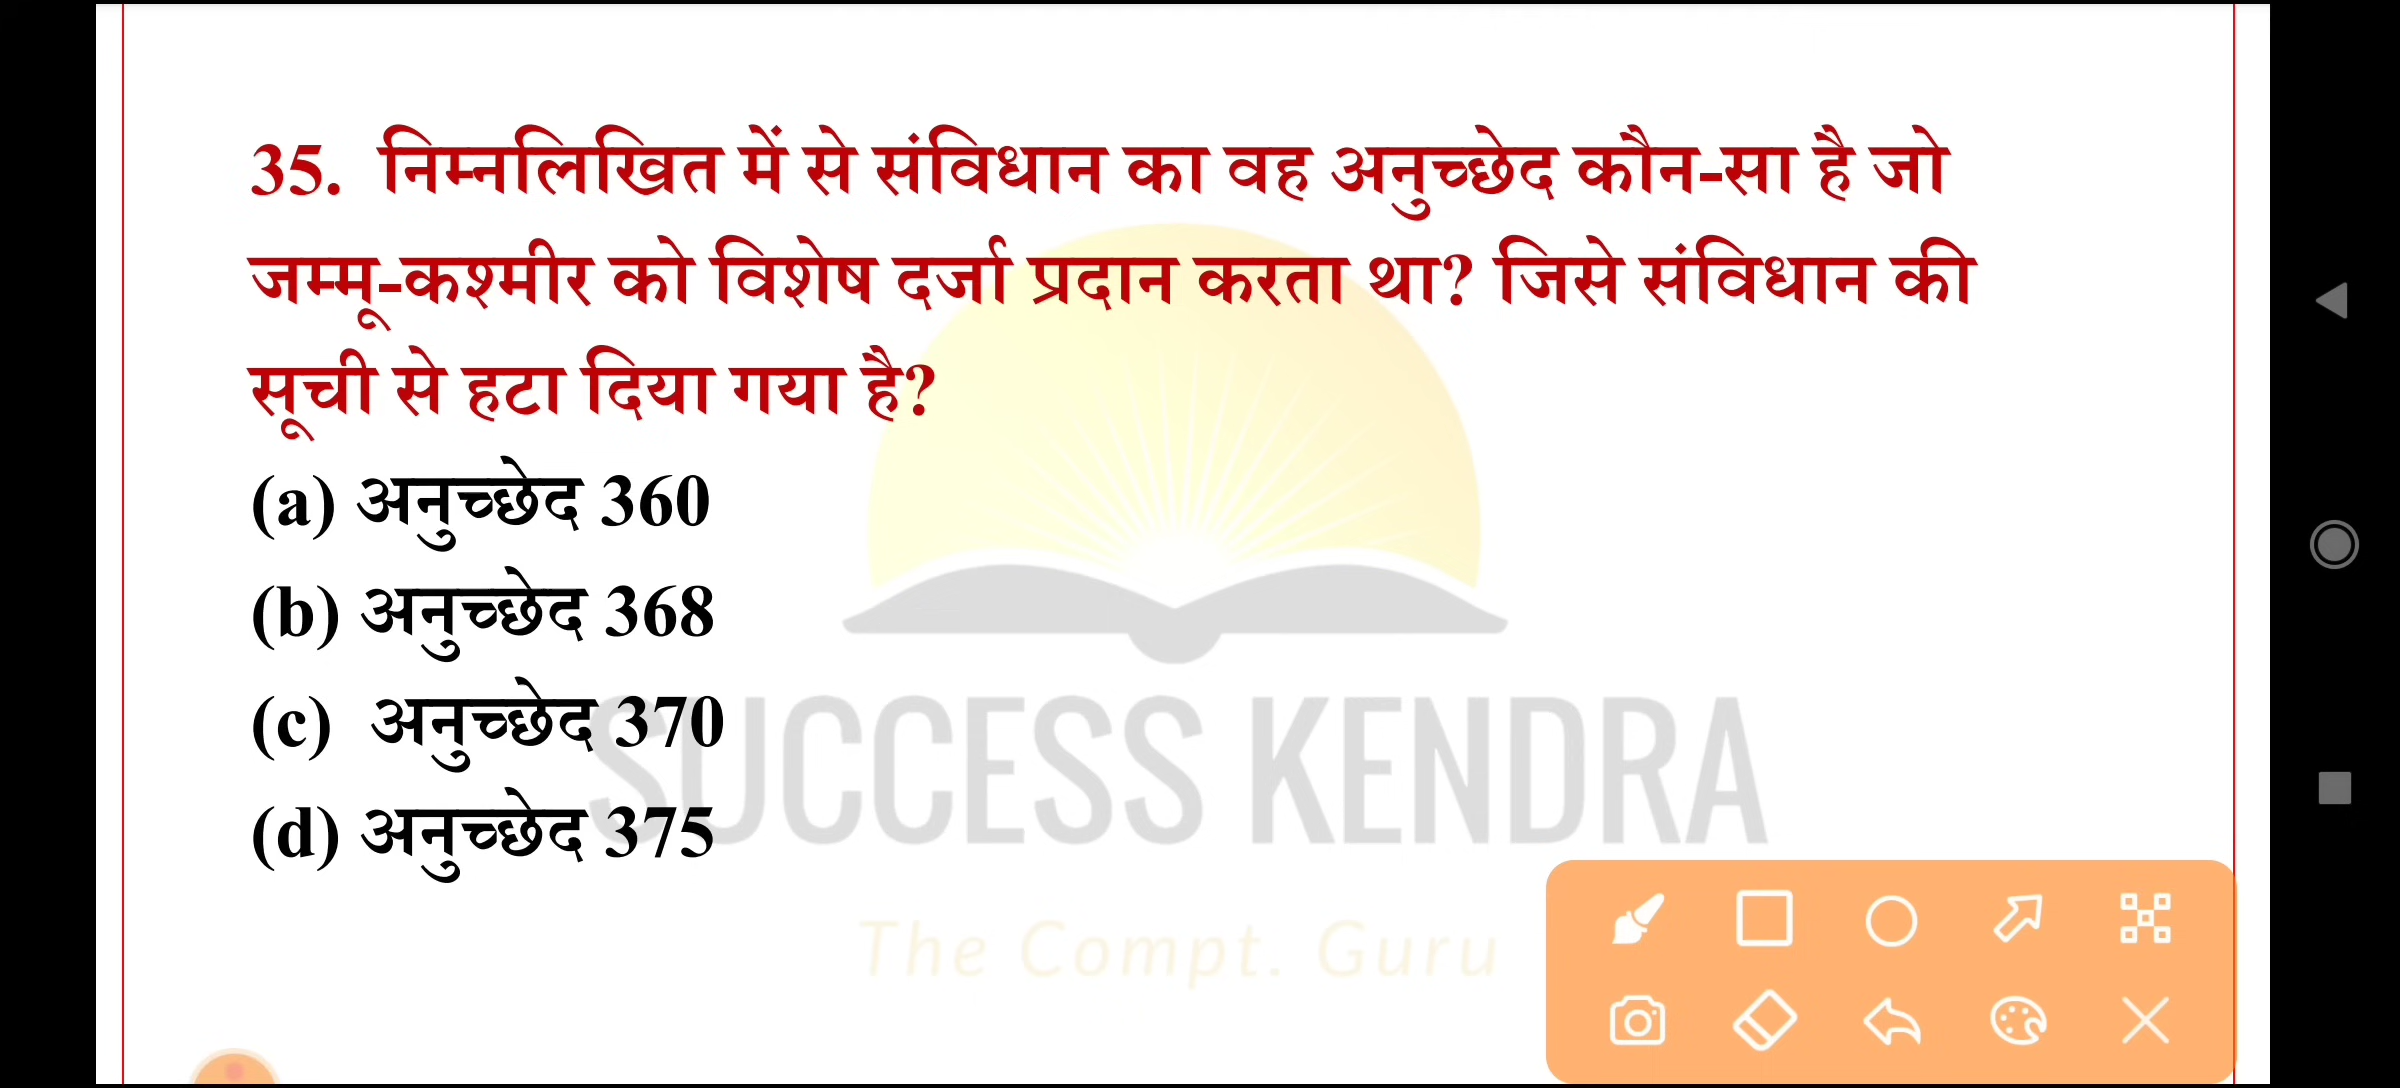 35. निम्नलिखित में से संविधान का वह अनुच्छेद कौन-सा है जो
जम्मू-कश्मीर को विशेष दर्जा प्रदान करता था? जिसे संविधान की
सूची से हटा दिया गया है?
(a) अनुच्छेद 360
(b) अनुच्छेद 368
(c) अनुच्छेद 370
(d) अनुच्छेद 375
SUCCESS KENDRA
The Compt. Guru